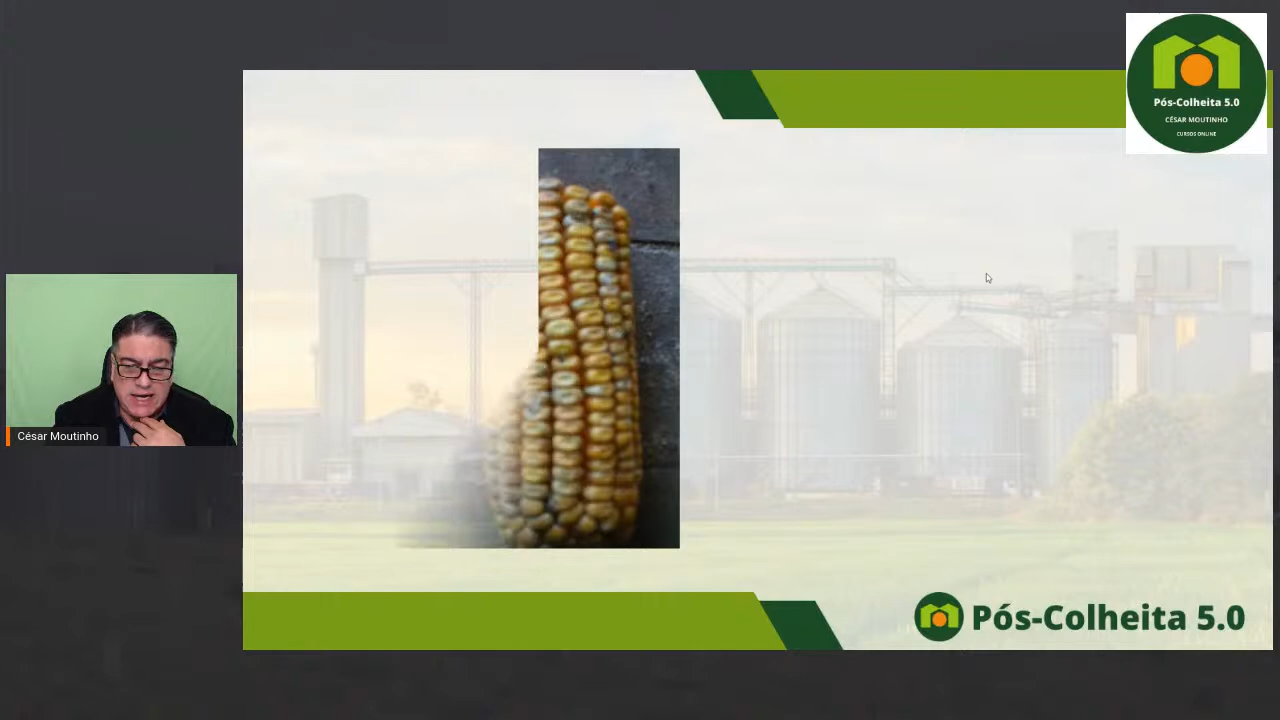 Pós-Colheita 5.0
CÉSAR MOUTINHO
CURSOS ONLINE
César Moutinho
Pós-Colheita 5.0